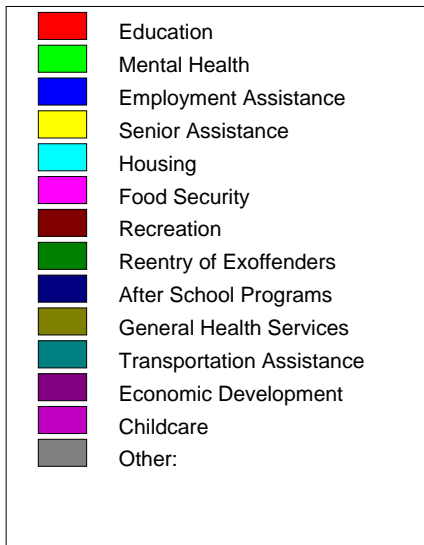 Education
Mental Health
Employment Assistance
Senior Assistance
Housing
Food Security
Recreation
Reentry of Exoffenders
After School Programs
General Health Services
Transportation Assistance
Economic Development
Childcare
Other: